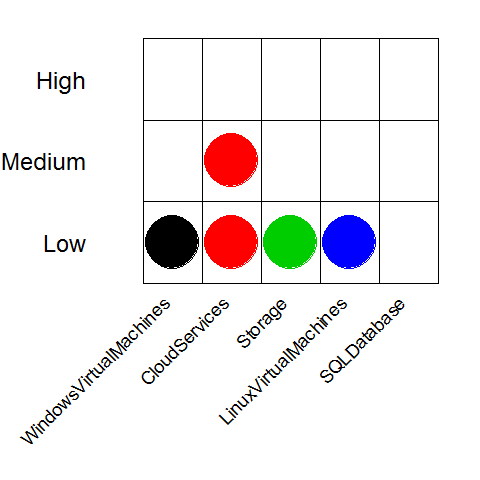 High
Medium
Low
WindowsVirtualMachines
CloudServices
Storage
LinuxVirtualMachines
SQLDatabase